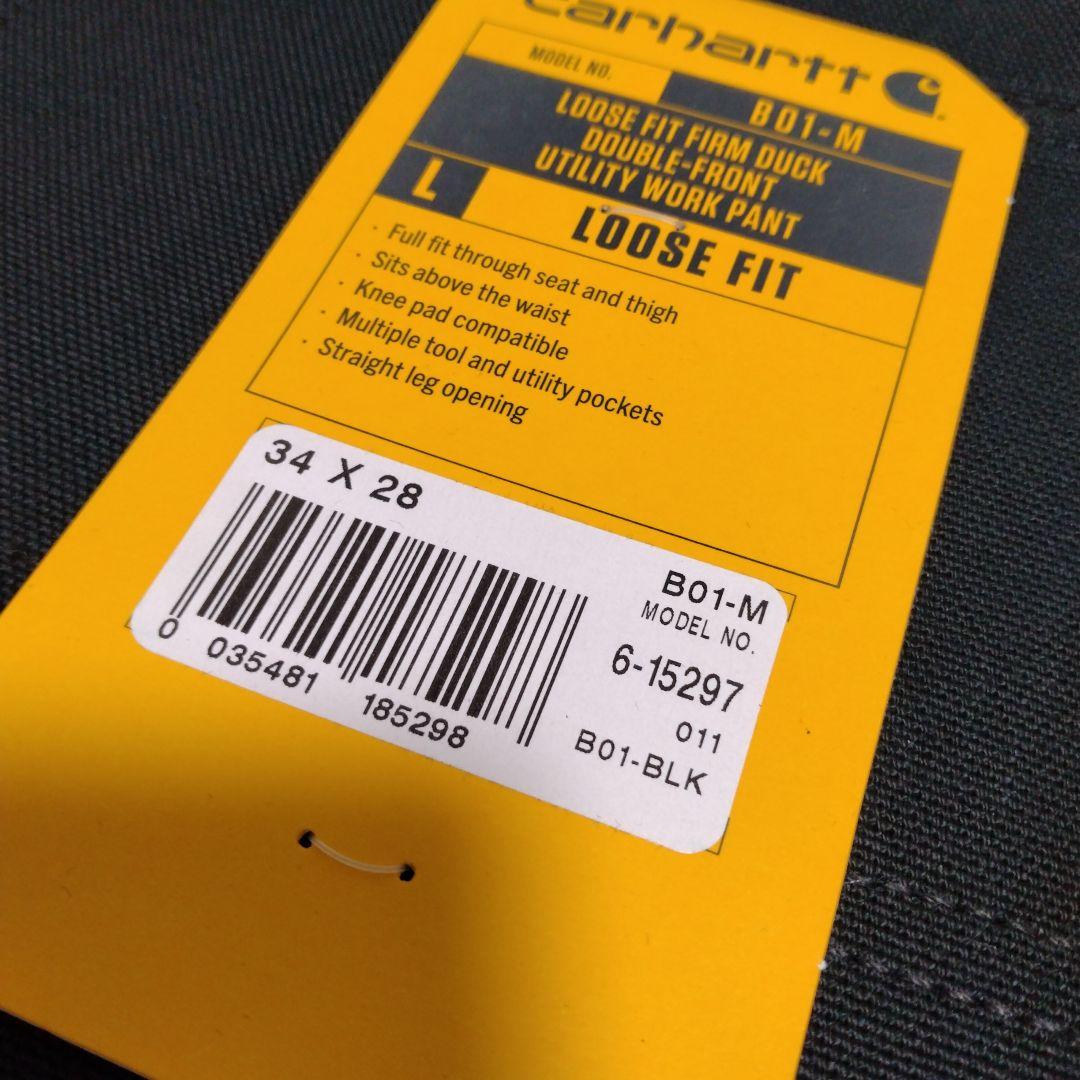 carhartt
MODEL NO.
B01-M
LOOSE FIT FIRM DUCK
DOUBLE-FRONT
UTILITY WORK PANT
L
LOOSE FIT
· Full fit through seat and thigh
· Sits above the waist
· Knee pad compatible
· Multiple tool and utility pockets
· Straight leg opening
34 X 28
B01-M
MODEL NO.
6-15297
011
B01-BLK
0 035481 185298